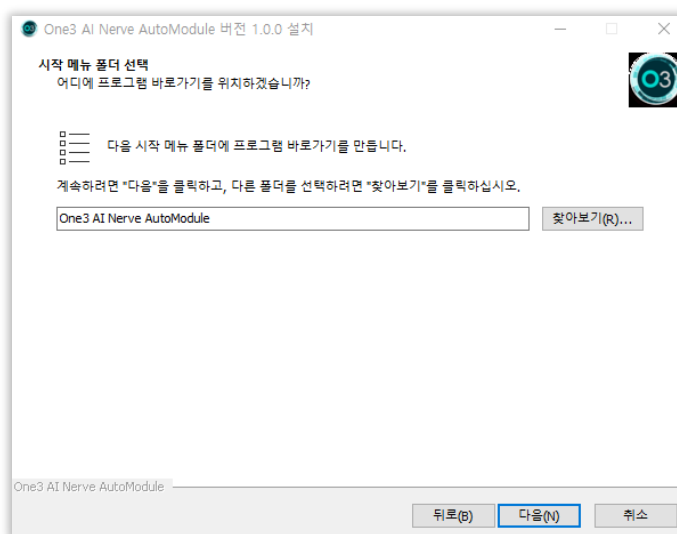 One3 AI Nerve AutoModule 버전 1.0.0 설치
시작 메뉴 폴더 선택
어디에 프로그램 바로가기를 위치하겠습니까?
O3
다음 시작 메뉴 폴더에 프로그램 바로가기를 만듭니다.
계속하려면 "다음"을 클릭하고, 다른 폴더를 선택하려면 "찾아보기"를 클릭하십시오.
One3 AI Nerve AutoModule
찾아보기(R)...
One3 AI Nerve AutoModule
뒤로(B)
다음(N)
취소